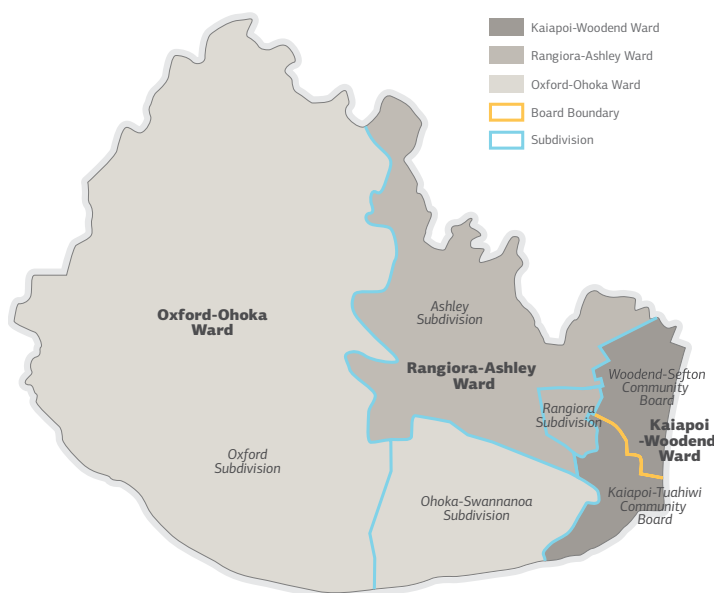 Kaiapoi-Woodend Ward
Rangiora-Ashley Ward
Oxford-Ohoka Ward
Board Boundary
Subdivision
Oxford-Ohoka
Ward
Ashley
Subdivision
Rangiora-Ashley
Ward
Woodend-Sefton
Community
Board
Rangiora
Subdivision
Kaiapoi
-Woodend
Ward
Oxford
Subdivision
Ohoka-Swannanoa
Subdivision
Kaiapoi-Tuahiwi
Community
Board